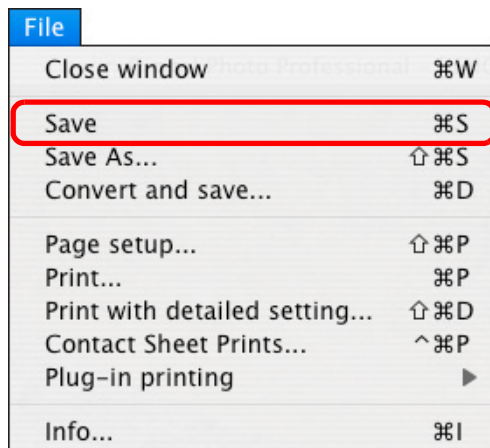 File
Close window ⌘W
Save ⌘S
Save As... ⇧⌘S
Convert and save... ⌘D
Page setup... ⇧⌘P
Print... ⌘P
Print with detailed setting... ⇧⌘D
Contact Sheet Prints... ^⌘P
Plug-in printing ▶
Info... ⌘I